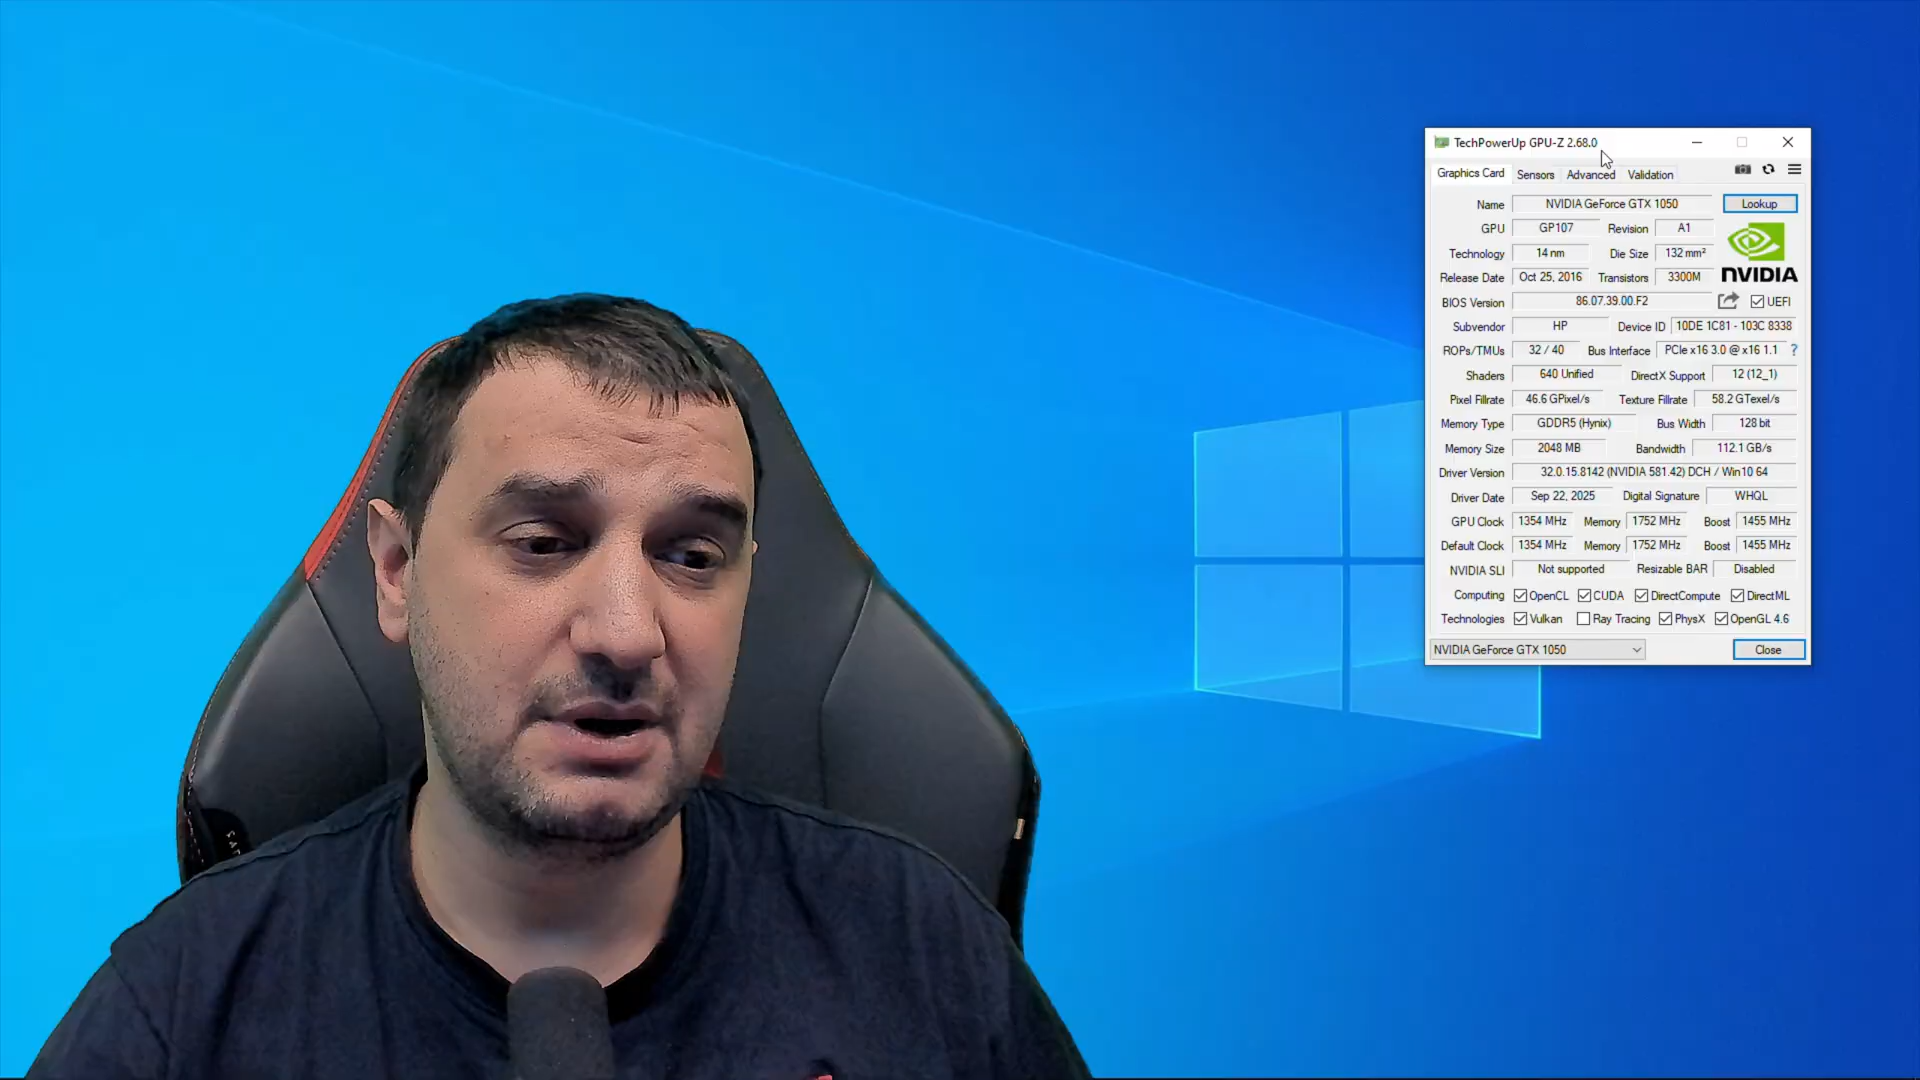 TechPowerUp GPU-Z 2.68.0
Graphics Card Sensors Advanced Validation
Name NVIDIA GeForce GTX 1050 Lookup
GPU GP107 Revision A1
Technology 14 nm Die Size 132 mm²
NVIDIA
Release Date Oct 25, 2016 Transistors 3300M
BIOS Version 86.07.39.00.F2 UEFI
Subvendor HP Device ID 10DE 1C81 - 103C 8338
ROPs/TMUs 32 / 40 Bus Interface PCIe x16 3.0 @ x16 1.1 ?
Shaders 640 Unified DirectX Support 12 (12_1)
Pixel Fillrate 46.6 GPixel/s Texture Fillrate 58.2 GTexel/s
Memory Type GDDR5 (Hynix) Bus Width 128 bit
Memory Size 2048 MB Bandwidth 112.1 GB/s
Driver Version 32.0.15.8142 (NVIDIA 581.42) DCH / Win10 64
Driver Date Sep 22, 2025 Digital Signature WHQL
GPU Clock 1354 MHz Memory 1752 MHz Boost 1455 MHz
Default Clock 1354 MHz Memory 1752 MHz Boost 1455 MHz
NVIDIA SLI Not supported Resizable BAR Disabled
Computing OpenCL CUDA DirectCompute DirectML
Technologies Vulkan Ray Tracing PhysX OpenGL 4.6
NVIDIA GeForce GTX 1050 Close